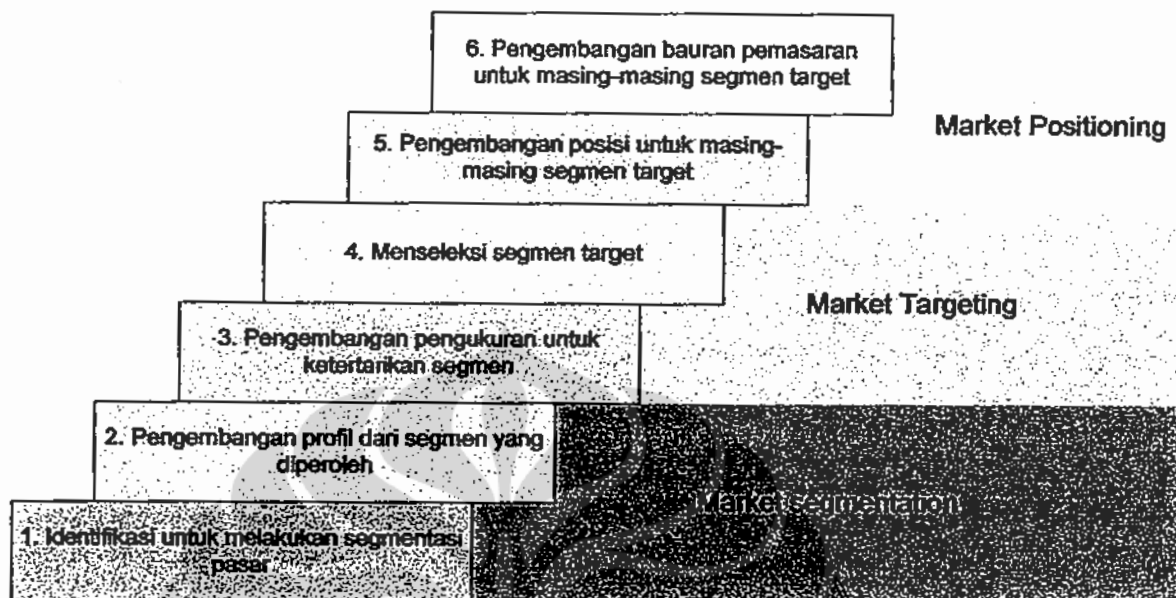 6. Pengembangan bauran pemasaran
untuk masing-masing segmen target
Market Positioning
5. Pengembangan posisi untuk masing-
masing segmen target
4. Menseleksi segmen target
Market Targeting
3. Pengembangan pengukuran untuk
ketertarikan segmen
2. Pengembangan profil dari segmen yang
diperoleh
Market segmentation
1. Identifikasi untuk melakukan segmentasi
pasar